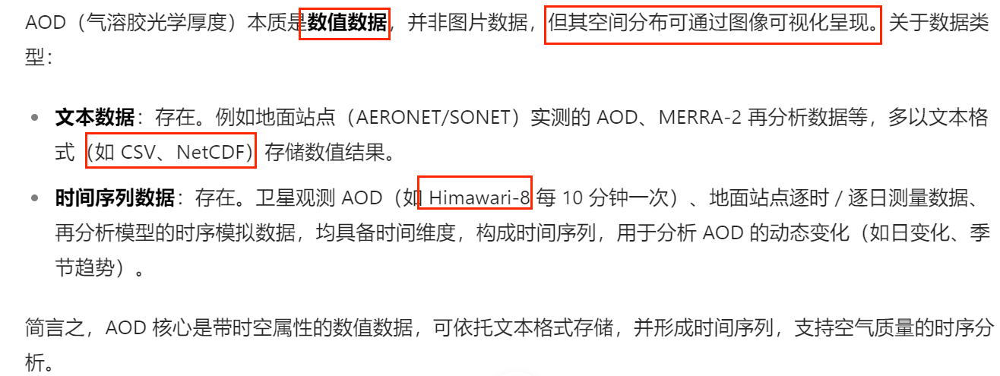 AOD（气溶胶光学厚度）本质是数值数据，并非图片数据，但其空间分布可通过图像可视化呈现。关于数据类
型：
文本数据：存在。例如地面站点（AERONET/SONET）实测的 AOD、MERRA-2 再分析数据等，多以文本格
式（如 CSV、NetCDF）存储数值结果。
时间序列数据：存在。卫星观测 AOD（如 Himawari-8 每 10 分钟一次）、地面站点逐时 / 逐日测量数据、
再分析模型的时序模拟数据，均具备时间维度，构成时间序列，用于分析 AOD 的动态变化（如日变化、季
节趋势）。
简言之，AOD 核心是带时空属性的数值数据，可依托文本格式存储，并形成时间序列，支持空气质量的时序分
析。